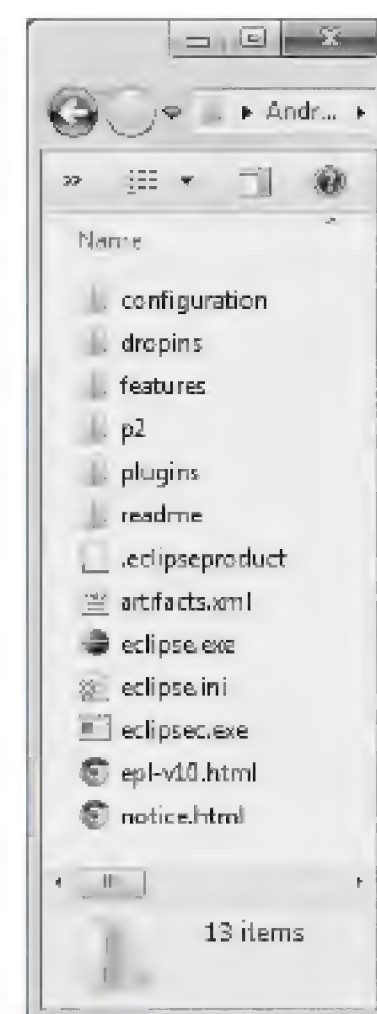 Andr...
Name
configuration
dropins
features
p2
plugins
readme
.eclipseproduct
artifacts.xml
eclipse.exe
eclipse.ini
eclipsec.exe
epl-v10.html
notice.html
13 items